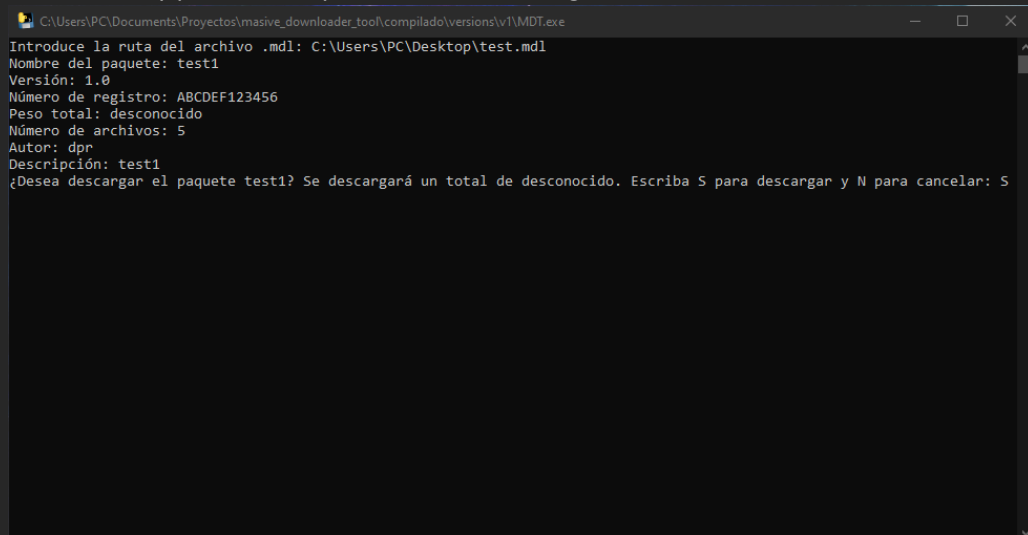 C:\Users\PC\Documents\Proyectos\masive_downloader_tool\compilado\versions\v1\MDT.exe
Introduce la ruta del archivo .mdl: C:\Users\PC\Desktop\test.mdl
Nombre del paquete: test1
Versión: 1.0
Número de registro: ABCDEF123456
Peso total: desconocido
Número de archivos: 5
Autor: dpr
Descripción: test1
¿Desea descargar el paquete test1? Se descargará un total de desconocido. Escriba S para descargar y N para cancelar: S